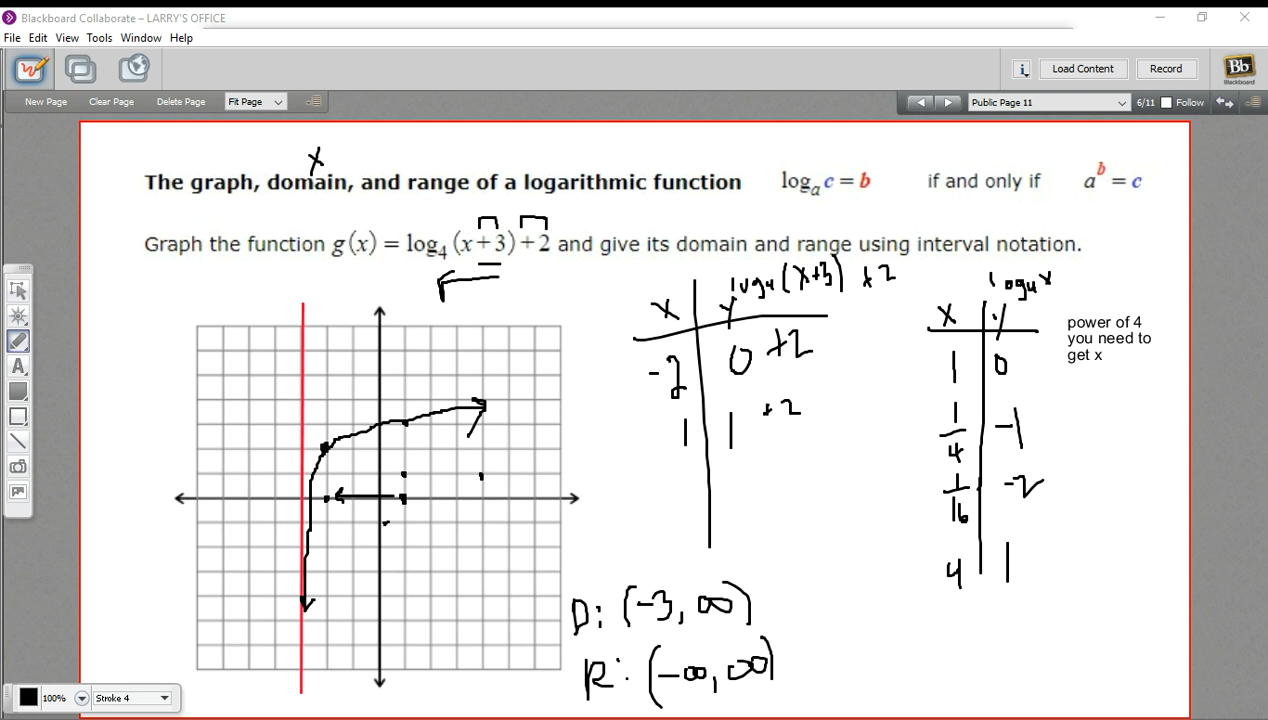 Blackboard Collaborate – LARRY'S OFFICE
File Edit View Tools Window Help
Load Content
Record
Bb
Blackboard
New Page Clear Page Delete Page Fit Page
Public Page 11
6/11 Follow
x
The graph, domain, and range of a logarithmic function
logₐ c = b if and only if aᵇ = c
Graph the function g(x) = log₄ (x+3)+2 and give its domain and range using interval notation.
x y log₄(x+3) +2
-2 0 +2
1 1 +2
x y log₄x
1 0
1/4 -1
1/16 -2
4 1
power of 4
you need to
get x
D: (-3, ∞)
R: (-∞, ∞)
100% Stroke 4